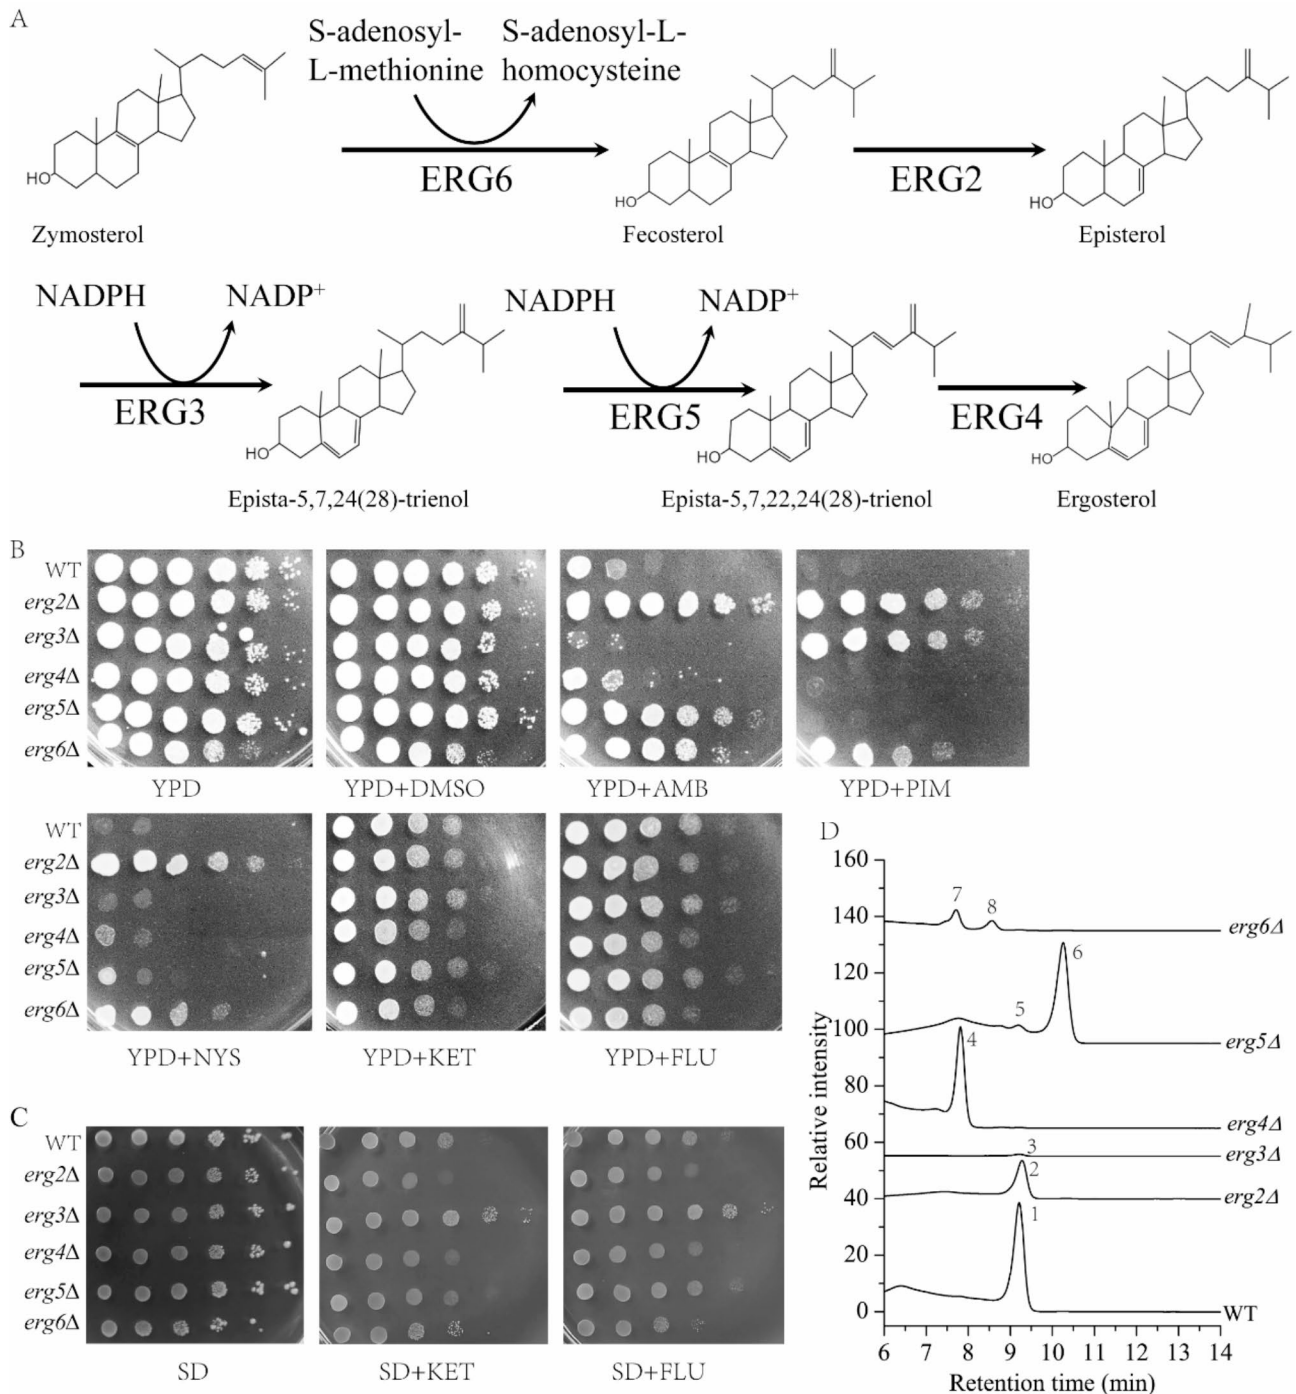 A
S-adenosyl-
L-methionine
S-adenosyl-L-
homocysteine
ERG6
ERG2
HO
HO
HO
Zymosterol
Fecosterol
Episterol
NADPH
NADP+
NADPH
NADP+
ERG3
ERG5
ERG4
HO
HO
HO
Epista-5,7,24(28)-trienol
Epista-5,7,22,24(28)-trienol
Ergosterol
B
WT
erg2Δ
erg3Δ
erg4Δ
erg5Δ
erg6Δ
YPD
YPD+DMSO
YPD+AMB
YPD+PIM
WT
erg2Δ
erg3Δ
erg4Δ
erg5Δ
erg6Δ
YPD+NYS
YPD+KET
YPD+FLU
C
WT
erg2Δ
erg3Δ
erg4Δ
erg5Δ
erg6Δ
SD
SD+KET
SD+FLU
D
160
140
120
100
80
60
40
20
0
Relative intensity
7
8
erg6Δ
6
5
erg5Δ
4
erg4Δ
3
erg3Δ
2
erg2Δ
1
WT
6 7 8 9 10 11 12 13 14
Retention time (min)